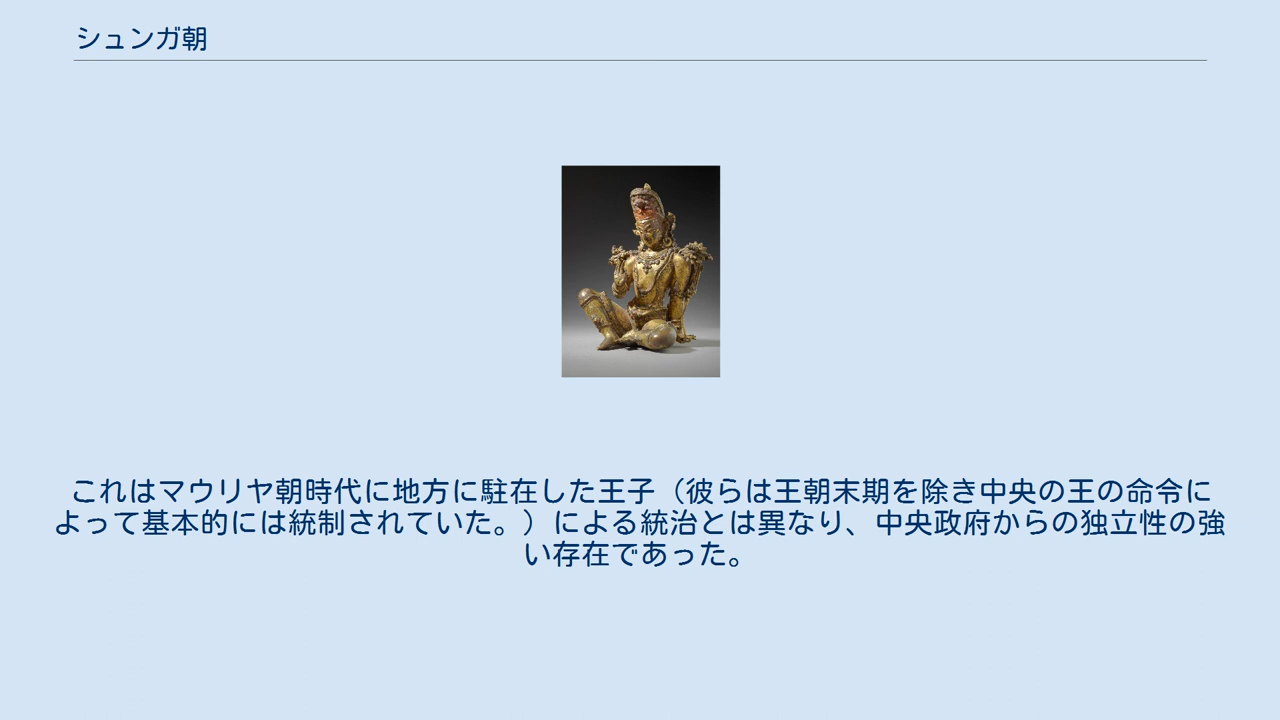 シュンガ朝
これはマウリヤ朝時代に地方に駐在した王子（彼らは王朝末期を除き中央の王の命令に
よって基本的には統制されていた。）による統治とは異なり、中央政府からの独立性の強
い存在であった。